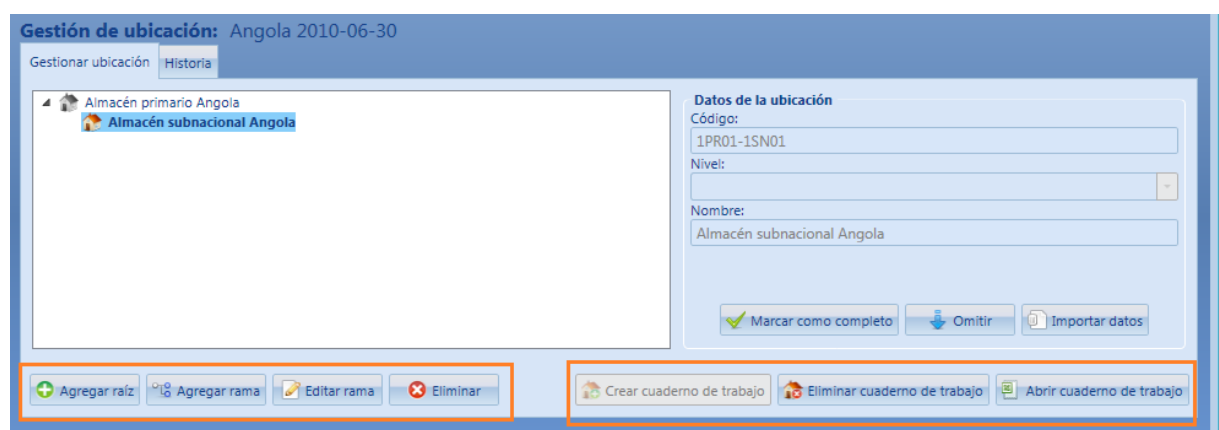 Gestión de ubicación: Angola 2010-06-30
Gestionar ubicación Historia
Almacén primario Angola
Almacén subnacional Angola
Datos de la ubicación
Código:
1PR01-1SN01
Nivel:
Nombre:
Almacén subnacional Angola
Marcar como completo Omitir Importar datos
Agregar raíz Agregar rama Editar rama Eliminar Crear cuaderno de trabajo Eliminar cuaderno de trabajo Abrir cuaderno de trabajo